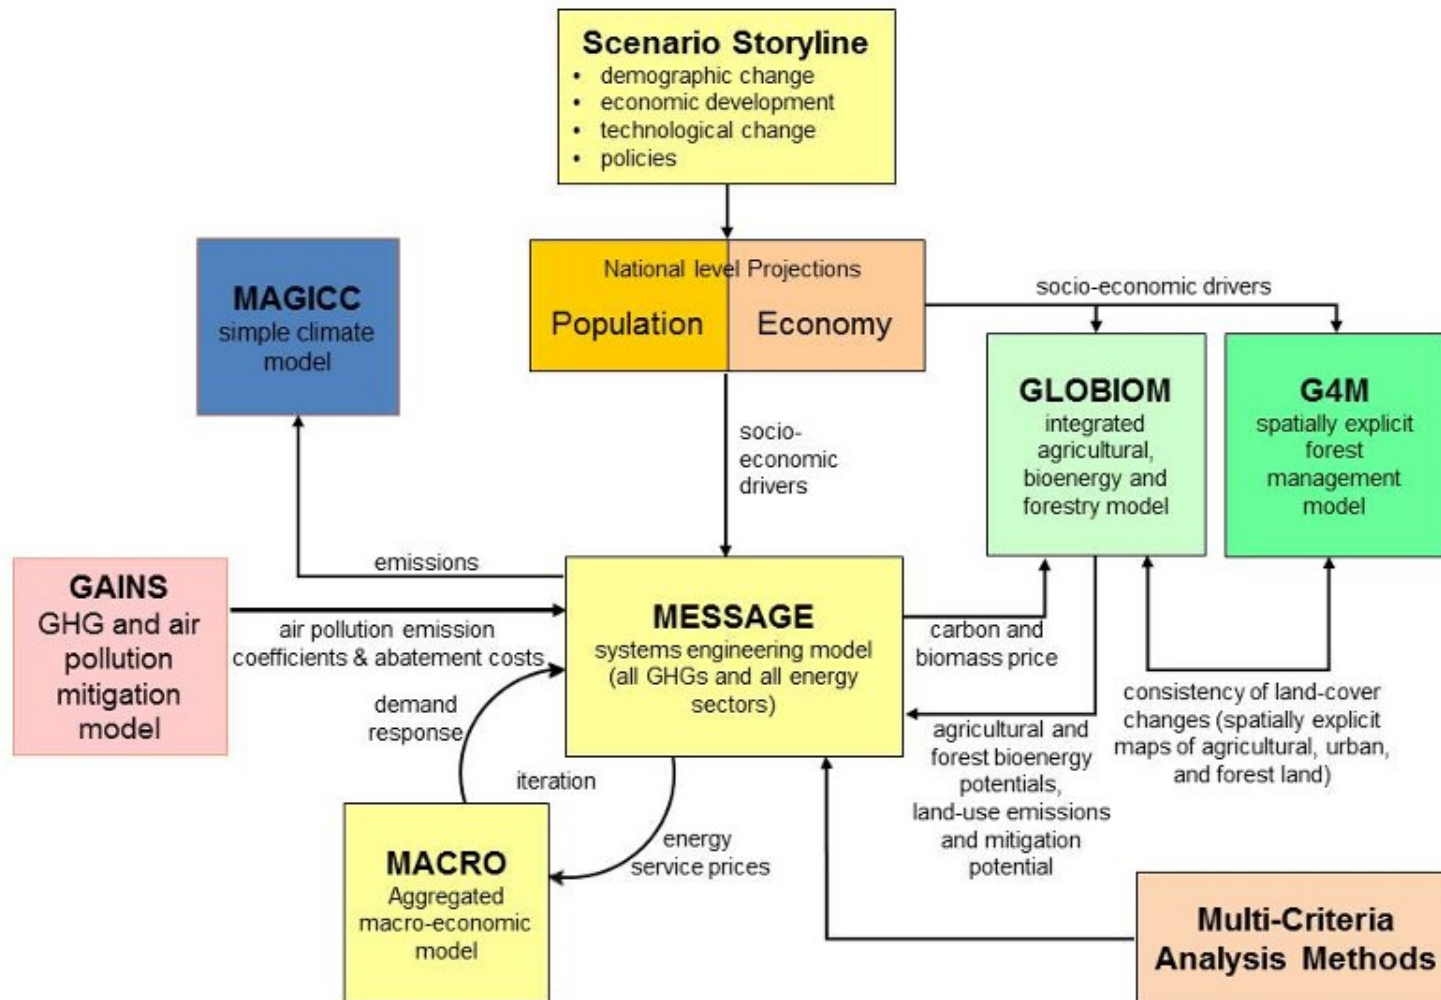 Scenario Storyline
• demographic change
• economic development
• technological change
• policies
National level Projections
Population
Economy
socio-economic drivers
MAGICC
simple climate
model
GLOBIOM
integrated
agricultural,
bioenergy and
forestry model
G4M
spatially explicit
forest
management
model
socio-
economic
drivers
emissions
GAINS
GHG and air
pollution
mitigation
model
air pollution emission
coefficients & abatement costs
MESSAGE
systems engineering model
(all GHGs and all energy
sectors)
carbon and
biomass price
consistency of land-cover
changes (spatially explicit
maps of agricultural, urban,
and forest land)
demand
response
iteration
agricultural and
forest bioenergy
potentials,
land-use emissions
and mitigation
potential
energy
service prices
MACRO
Aggregated
macro-economic
model
Multi-Criteria
Analysis Methods